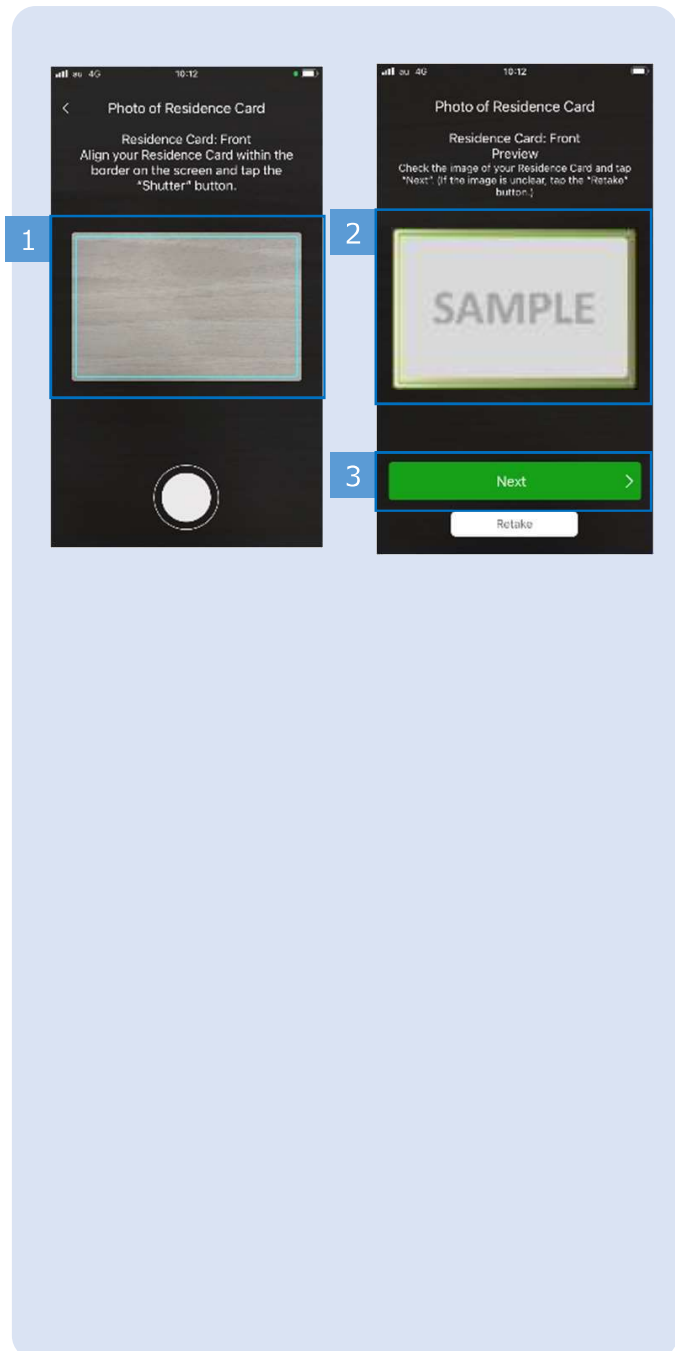 au 4G 10:12
Photo of Residence Card
Residence Card: Front
Align your Residence Card within the
border on the screen and tap the
"Shutter" button.
1
au 4G 10:12
Photo of Residence Card
Residence Card: Front
Preview
Check the image of your Residence Card and tap
"Next". (If the image is unclear, tap the "Retake"
button.)
2
SAMPLE
3
Next
Retake